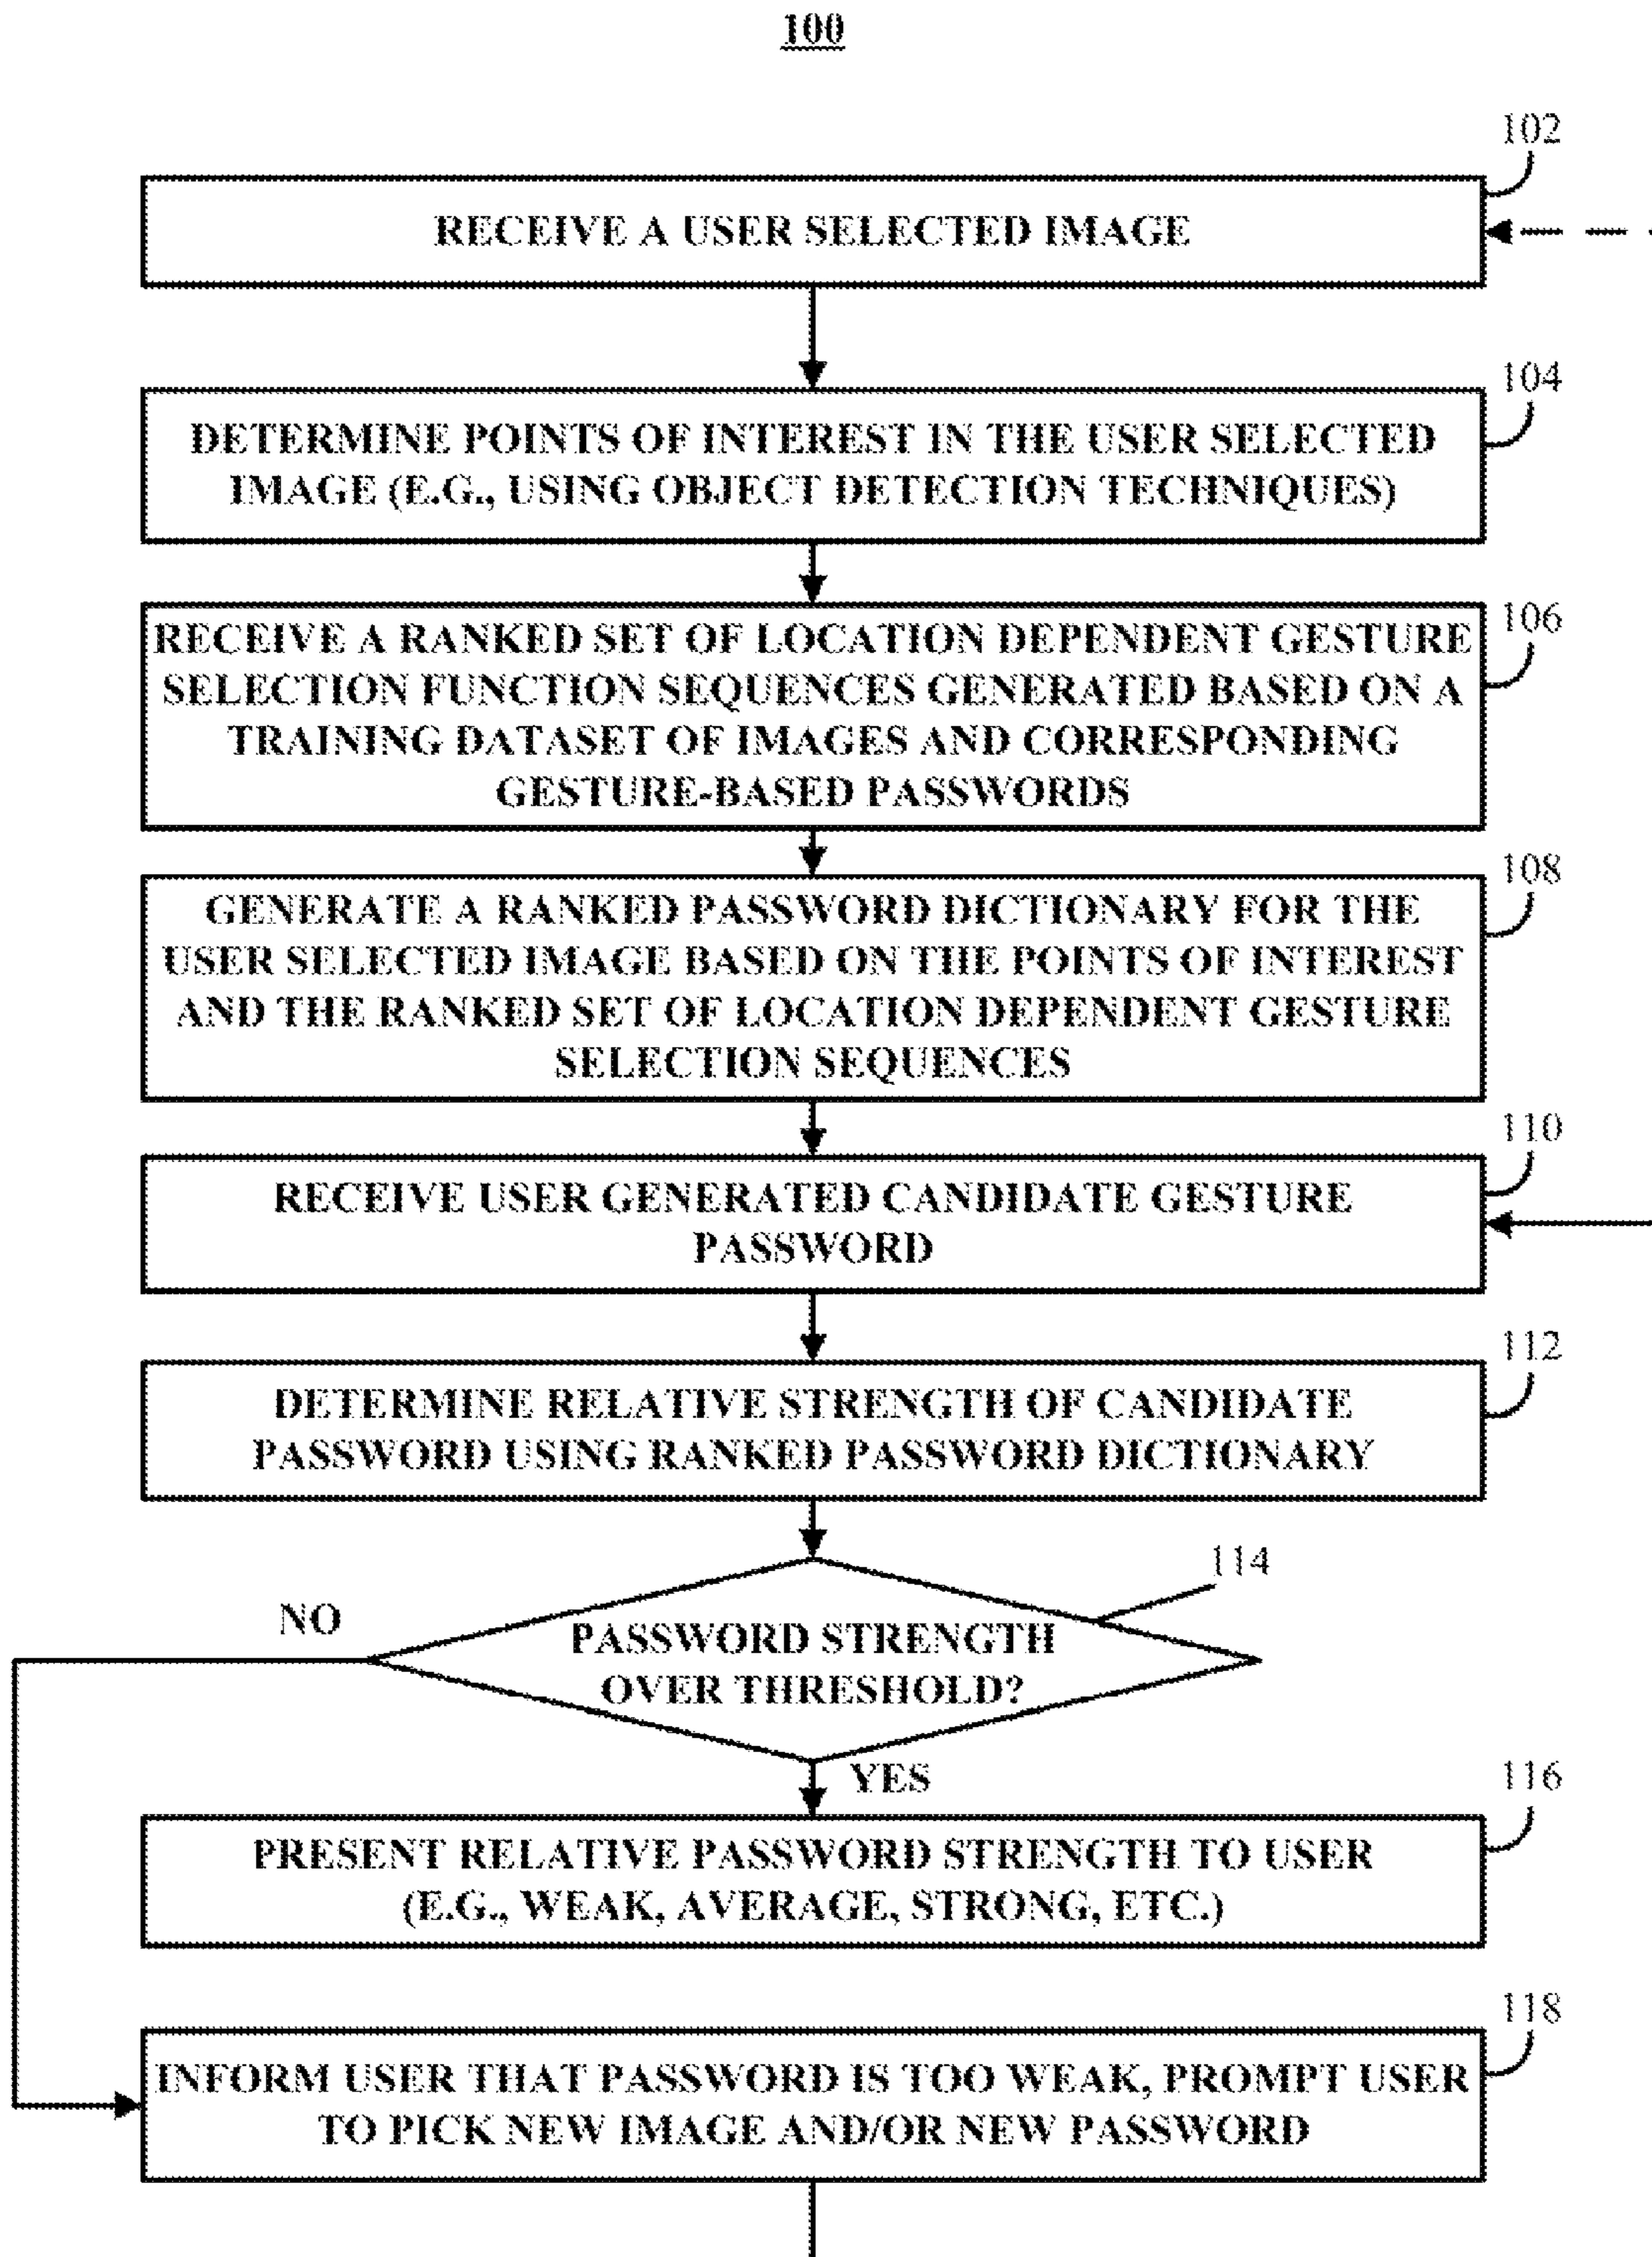 100
102
RECEIVE A USER SELECTED IMAGE
104
DETERMINE POINTS OF INTEREST IN THE USER SELECTED
IMAGE (E.G., USING OBJECT DETECTION TECHNIQUES)
106
RECEIVE A RANKED SET OF LOCATION DEPENDENT GESTURE
SELECTION FUNCTION SEQUENCES GENERATED BASED ON A
TRAINING DATASET OF IMAGES AND CORRESPONDING
GESTURE-BASED PASSWORDS
108
GENERATE A RANKED PASSWORD DICTIONARY FOR THE
USER SELECTED IMAGE BASED ON THE POINTS OF INTEREST
AND THE RANKED SET OF LOCATION DEPENDENT GESTURE
SELECTION SEQUENCES
110
RECEIVE USER GENERATED CANDIDATE GESTURE
PASSWORD
112
DETERMINE RELATIVE STRENGTH OF CANDIDATE
PASSWORD USING RANKED PASSWORD DICTIONARY
114
NO
PASSWORD STRENGTH
OVER THRESHOLD?
YES
116
PRESENT RELATIVE PASSWORD STRENGTH TO USER
(E.G., WEAK, AVERAGE, STRONG, ETC.)
118
INFORM USER THAT PASSWORD IS TOO WEAK, PROMPT USER
TO PICK NEW IMAGE AND/OR NEW PASSWORD